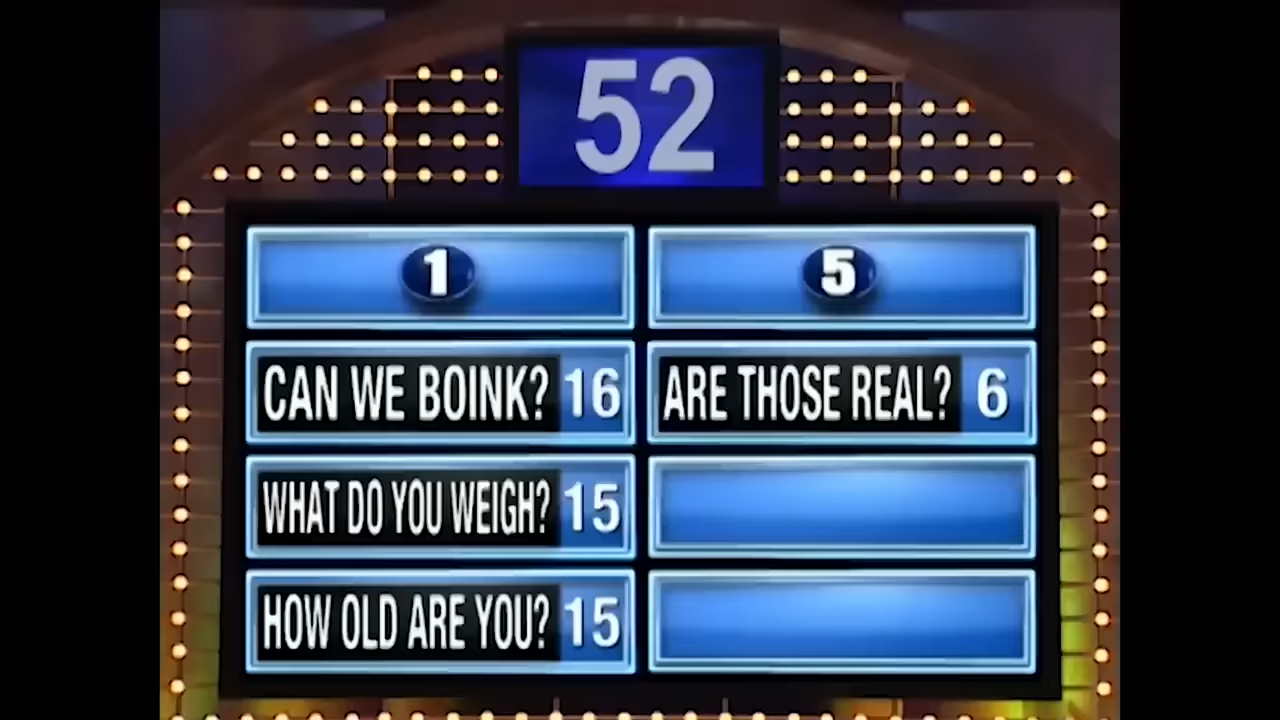 52
1
CAN WE BOINK? 16
WHAT DO YOU WEIGH? 15
HOW OLD ARE YOU? 15
5
ARE THOSE REAL? 6